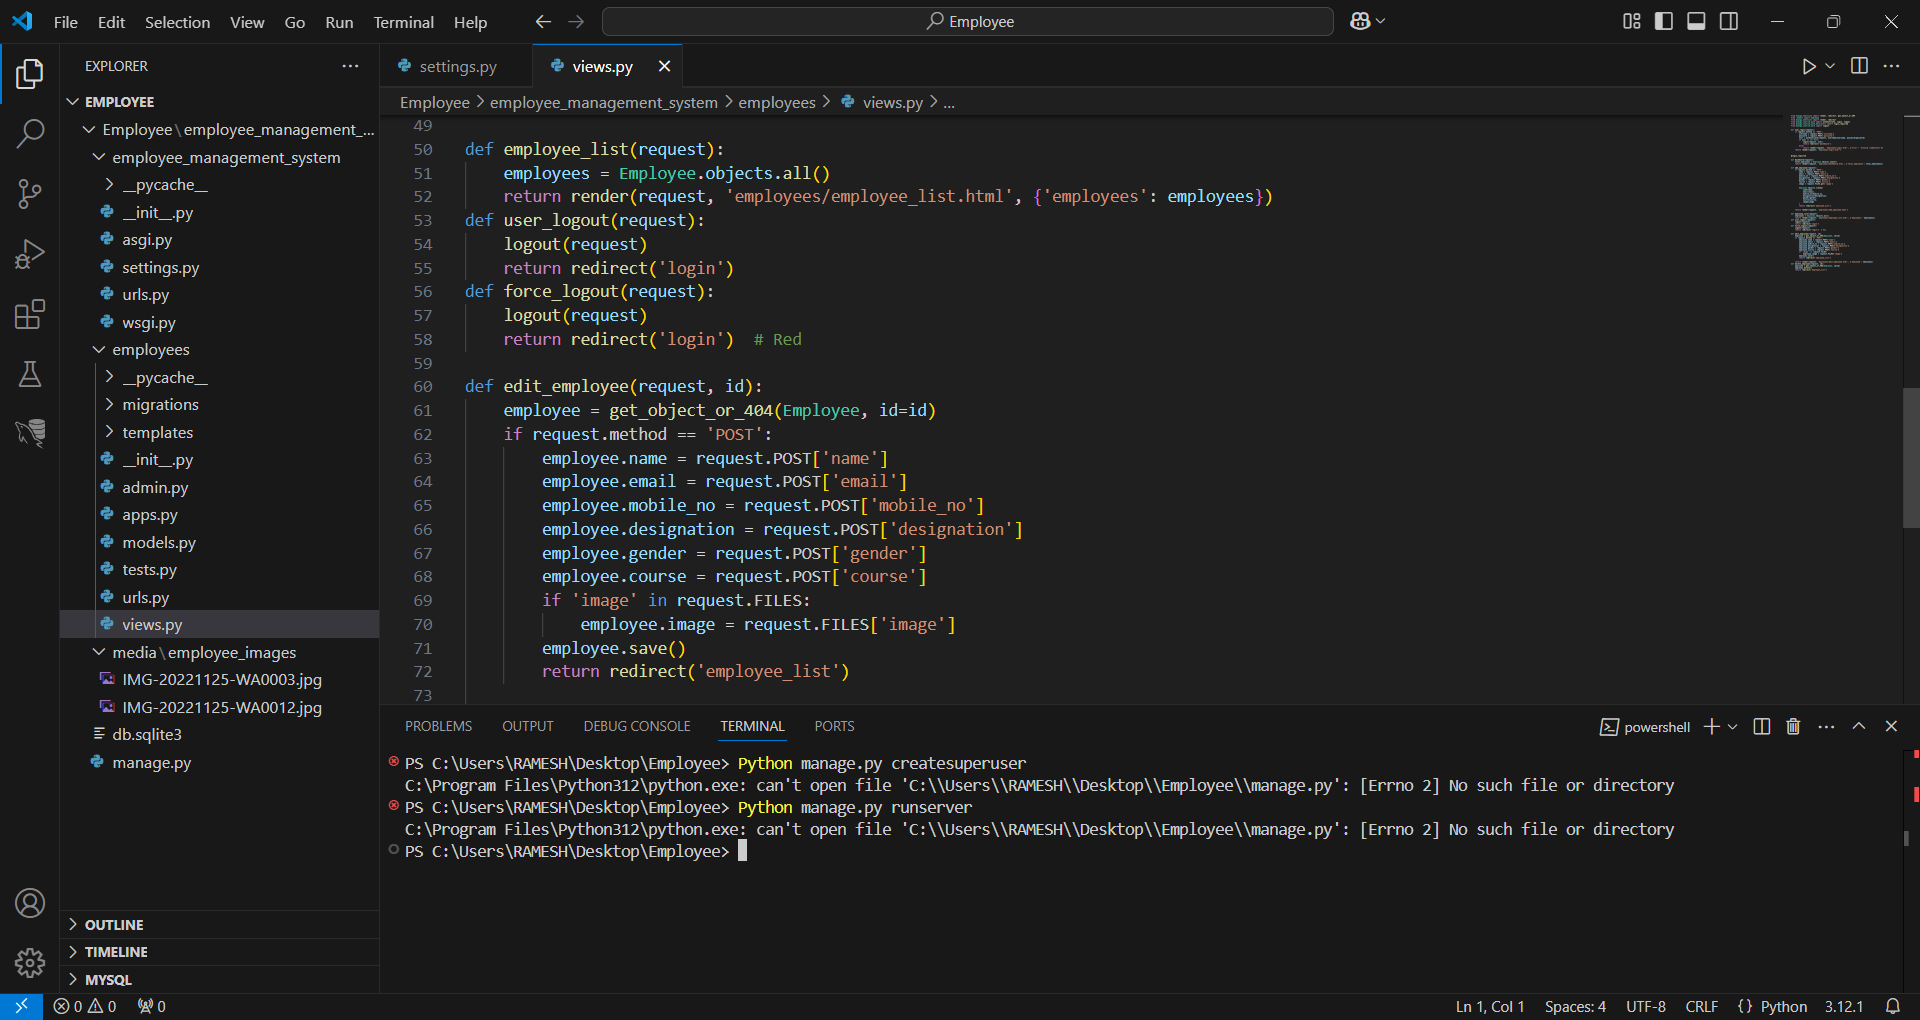 File Edit Selection View Go Run Terminal Help
Employee
EXPLORER
EMPLOYEE
Employee\employee_management_...
employee_management_system
__pycache__
__init__.py
asgi.py
settings.py
urls.py
wsgi.py
employees
__pycache__
migrations
templates
__init__.py
admin.py
apps.py
models.py
tests.py
urls.py
views.py
media\employee_images
IMG-20221125-WA0003.jpg
IMG-20221125-WA0012.jpg
db.sqlite3
manage.py
OUTLINE
TIMELINE
MYSQL
settings.py views.py
Employee > employee_management_system > employees > views.py > ...
49
50 def employee_list(request):
51 employees = Employee.objects.all()
52 return render(request, 'employees/employee_list.html', {'employees': employees})
53 def user_logout(request):
54 logout(request)
55 return redirect('login')
56 def force_logout(request):
57 logout(request)
58 return redirect('login') # Red
59
60 def edit_employee(request, id):
61 employee = get_object_or_404(Employee, id=id)
62 if request.method == 'POST':
63 employee.name = request.POST['name']
64 employee.email = request.POST['email']
65 employee.mobile_no = request.POST['mobile_no']
66 employee.designation = request.POST['designation']
67 employee.gender = request.POST['gender']
68 employee.course = request.POST['course']
69 if 'image' in request.FILES:
70 employee.image = request.FILES['image']
71 employee.save()
72 return redirect('employee_list')
73
PROBLEMS OUTPUT DEBUG CONSOLE TERMINAL PORTS
powershell
PS C:\Users\RAMESH\Desktop\Employee> Python manage.py createsuperuser
C:\Program Files\Python312\python.exe: can't open file 'C:\\Users\\RAMESH\\Desktop\\Employee\\manage.py': [Errno 2] No such file or directory
PS C:\Users\RAMESH\Desktop\Employee> Python manage.py runserver
C:\Program Files\Python312\python.exe: can't open file 'C:\\Users\\RAMESH\\Desktop\\Employee\\manage.py': [Errno 2] No such file or directory
PS C:\Users\RAMESH\Desktop\Employee>
0 0 0
Ln 1, Col 1 Spaces: 4 UTF-8 CRLF {} Python 3.12.1